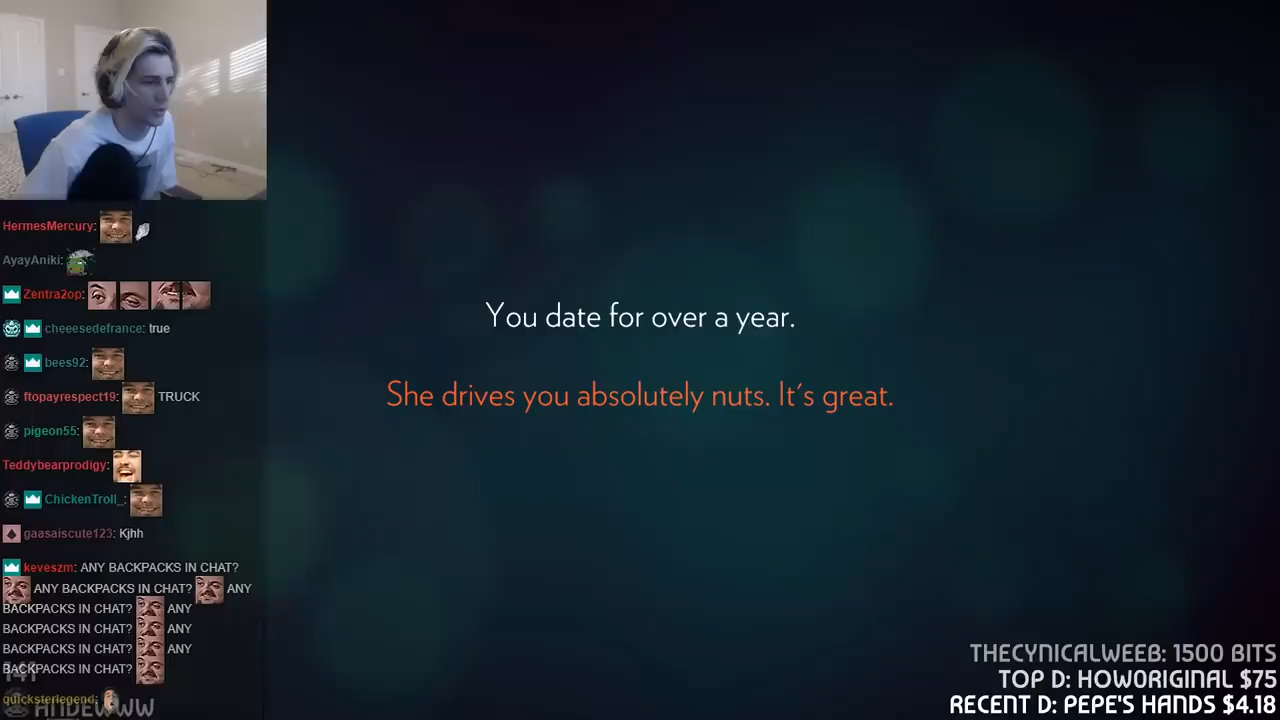 HermesMercury:
AyayAniki:
Zentra2op:
cheeesedefrance: true
bees92:
ftopayrespect19: TRUCK
pigeon55:
Teddybearprodigy:
ChickenTroll_:
gaasaiscute123: Kjhh
keveszm: ANY BACKPACKS IN CHAT?
ANY BACKPACKS IN CHAT? ANY
BACKPACKS IN CHAT? ANY
BACKPACKS IN CHAT? ANY
BACKPACKS IN CHAT? ANY
BACKPACKS IN CHAT?
quicksterlegend:
You date for over a year.
She drives you absolutely nuts. It's great.
THECYNICALWEEB: 1500 BITS
TOP D: HOWORIGINAL $75
RECENT D: PEPE'S HANDS $4.18